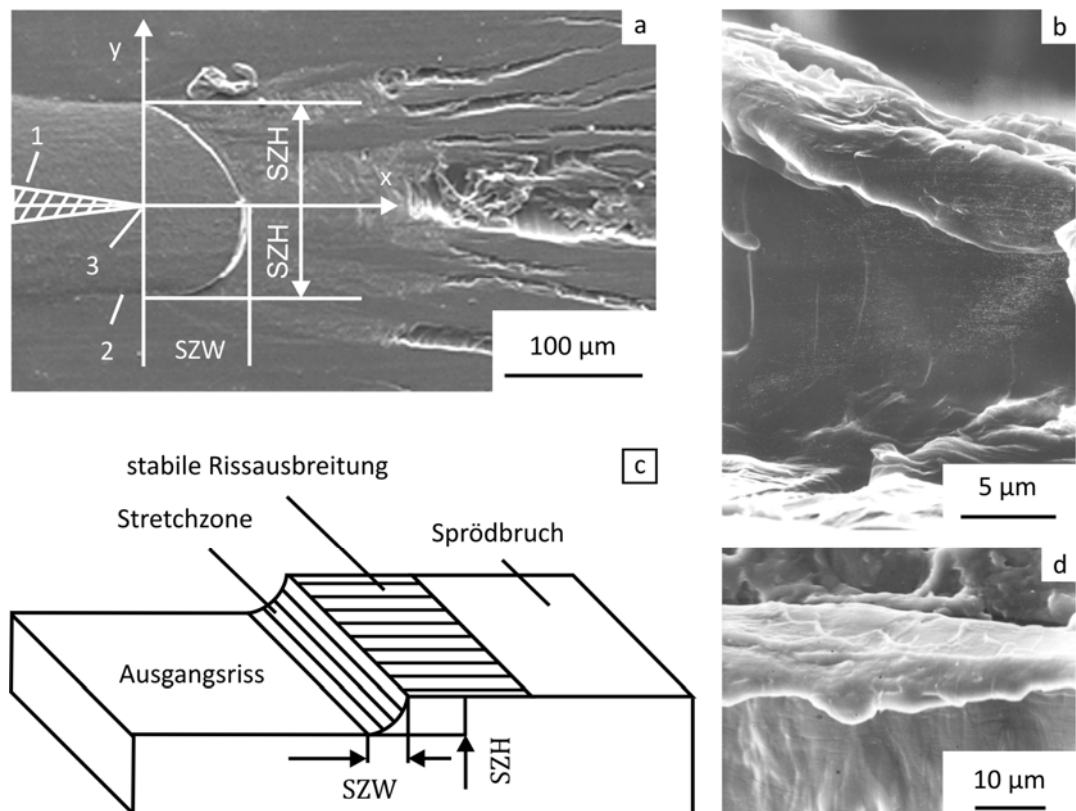 a
y
1
SZH
x
3
SZH
2
SZW
100 µm
b
5 µm
c
stabile Rissausbreitung
Stretchzone
Sprödbruch
Ausgangsriss
SZW
SZH
d
10 µm